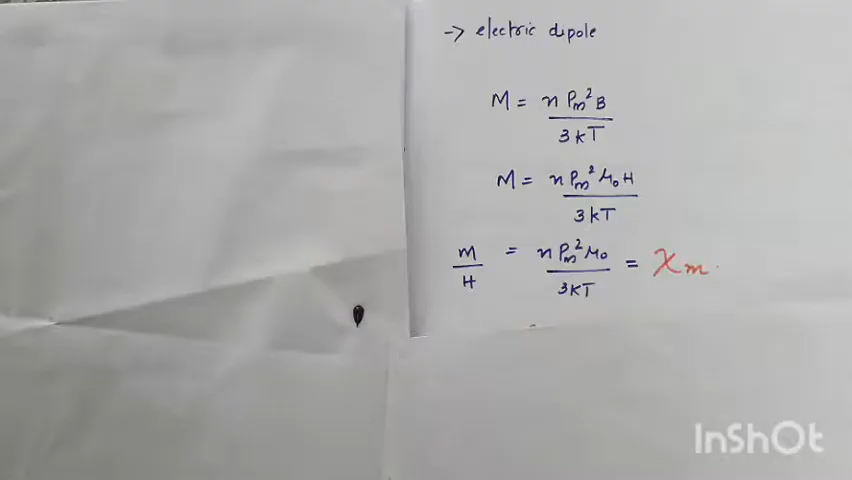 -> electric dipole
M = n Pm² B / 3kT
M = n Pm² μ₀ H / 3kT
M / H = n Pm² μ₀ / 3KT = χm.
InShOt